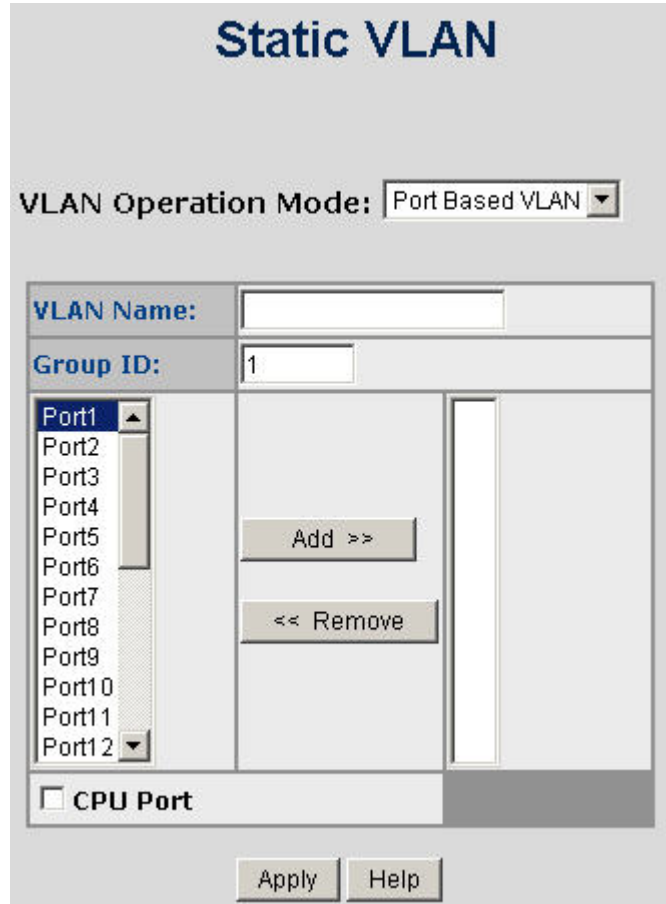 Static VLAN
VLAN Operation Mode: Port Based VLAN
VLAN Name:
Group ID: 1
Port1
Port2
Port3
Port4
Port5
Port6
Port7
Port8
Port9
Port10
Port11
Port12
Add >>
<< Remove
CPU Port
Apply Help